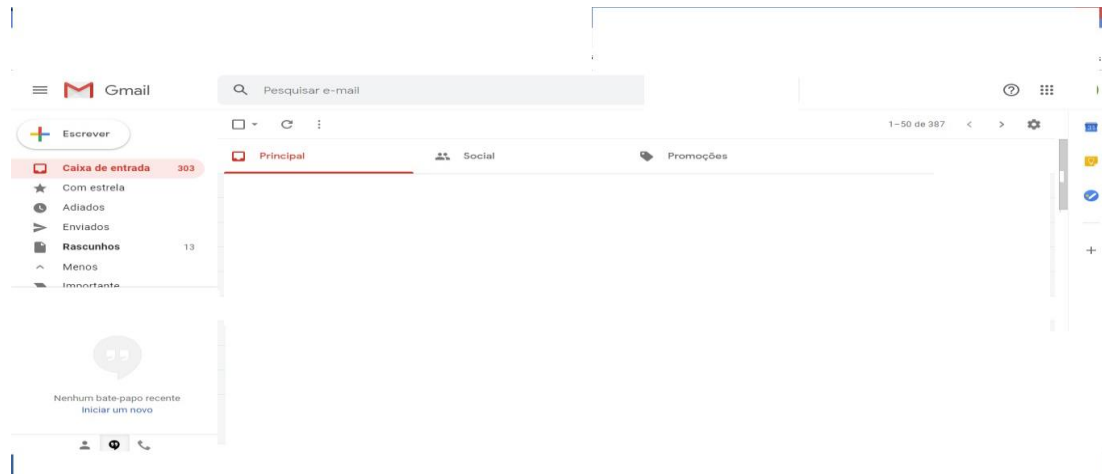 Gmail
Pesquisar e-mail
Escrever
1-50 de 387
Principal
Social
Promoções
Caixa de entrada 303
Com estrela
Adiados
Enviados
Rascunhos 13
Menos
Importante
Nenhum bate-papo recente
Iniciar um novo